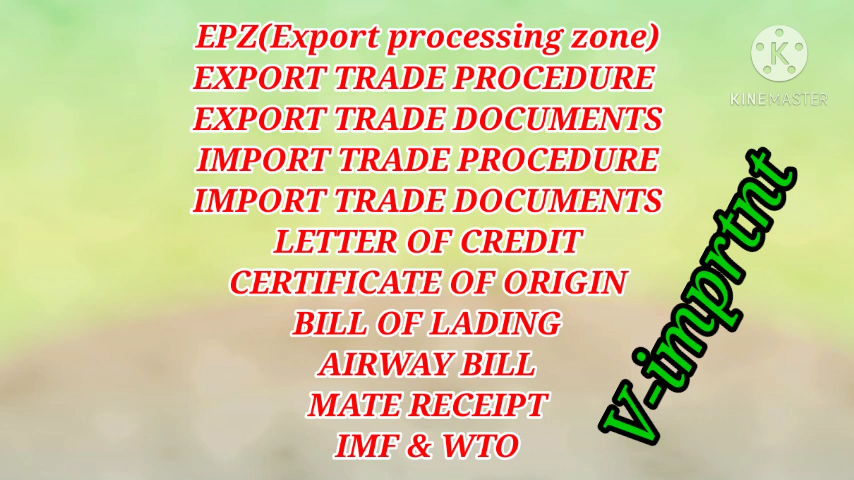 EPZ(Export processing zone)
EXPORT TRADE PROCEDURE
EXPORT TRADE DOCUMENTS
IMPORT TRADE PROCEDURE
IMPORT TRADE DOCUMENTS
LETTER OF CREDIT
CERTIFICATE OF ORIGIN
BILL OF LADING
AIRWAY BILL
MATE RECEIPT
IMF & WTO
V-imprtnt
K
KINEMASTER